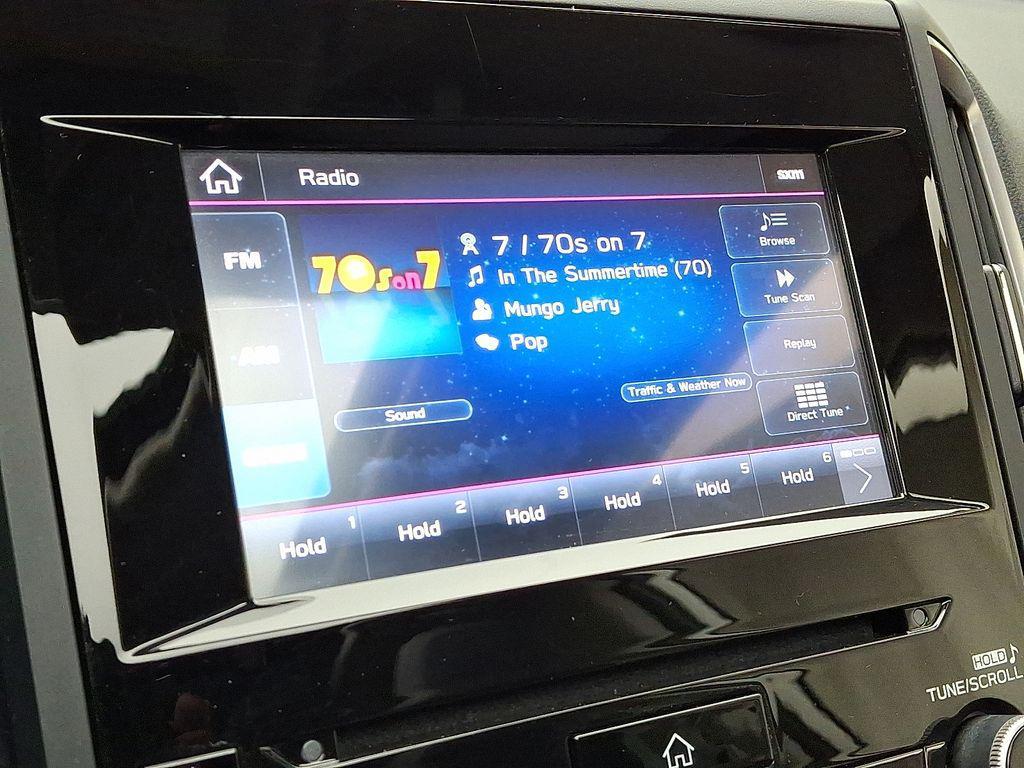 Radio
sxm
FM
AM
70s on 7
7 / 70s on 7
In The Summertime (70)
Mungo Jerry
Pop
Browse
Tune Scan
Replay
Direct Tune
Traffic & Weather Now
Sound
1 Hold
2 Hold
3 Hold
4 Hold
5 Hold
6 Hold
HOLD
TUNE/SCROLL